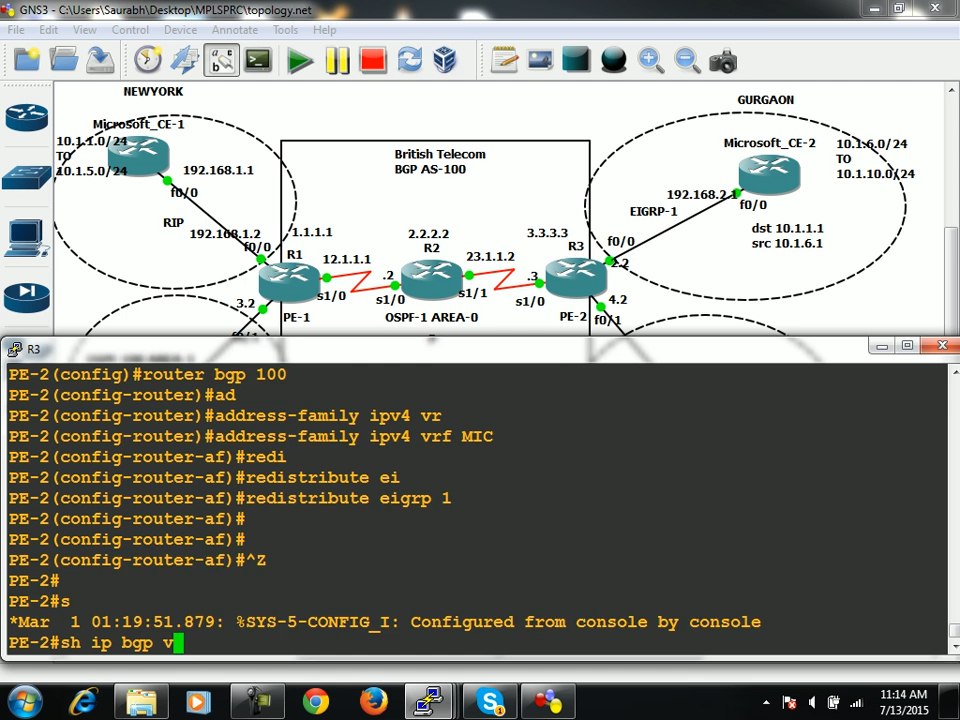 GNS3 - C:\Users\Saurabh\Desktop\MPLSPRC\topology.net
File Edit View Control Device Annotate Tools Help
NEWYORK
GURGAON
Microsoft_CE-1
10.1.1.0/24
TO
10.1.5.0/24
192.168.1.1
f0/0
RIP
192.168.1.2
f0/0
British Telecom
BGP AS-100
Microsoft_CE-2
10.1.6.0/24
TO
10.1.10.0/24
192.168.2.1
f0/0
EIGRP-1
dst 10.1.1.1
src 10.1.6.1
1.1.1.1
R1
12.1.1.1
s1/0
PE-1
3.2
2.2.2.2
R2
.2
s1/0
23.1.1.2
s1/1
OSPF-1 AREA-0
3.3.3.3
R3
.3
s1/0
PE-2
f0/0
2.2
4.2
f0/1
R3
PE-2(config)#router bgp 100
PE-2(config-router)#ad
PE-2(config-router)#address-family ipv4 vr
PE-2(config-router)#address-family ipv4 vrf MIC
PE-2(config-router-af)#redi
PE-2(config-router-af)#redistribute ei
PE-2(config-router-af)#redistribute eigrp 1
PE-2(config-router-af)#
PE-2(config-router-af)#
PE-2(config-router-af)#^Z
PE-2#
PE-2#s
*Mar  1 01:19:51.879: %SYS-5-CONFIG_I: Configured from console by console
PE-2#sh ip bgp v
11:14 AM
7/13/2015